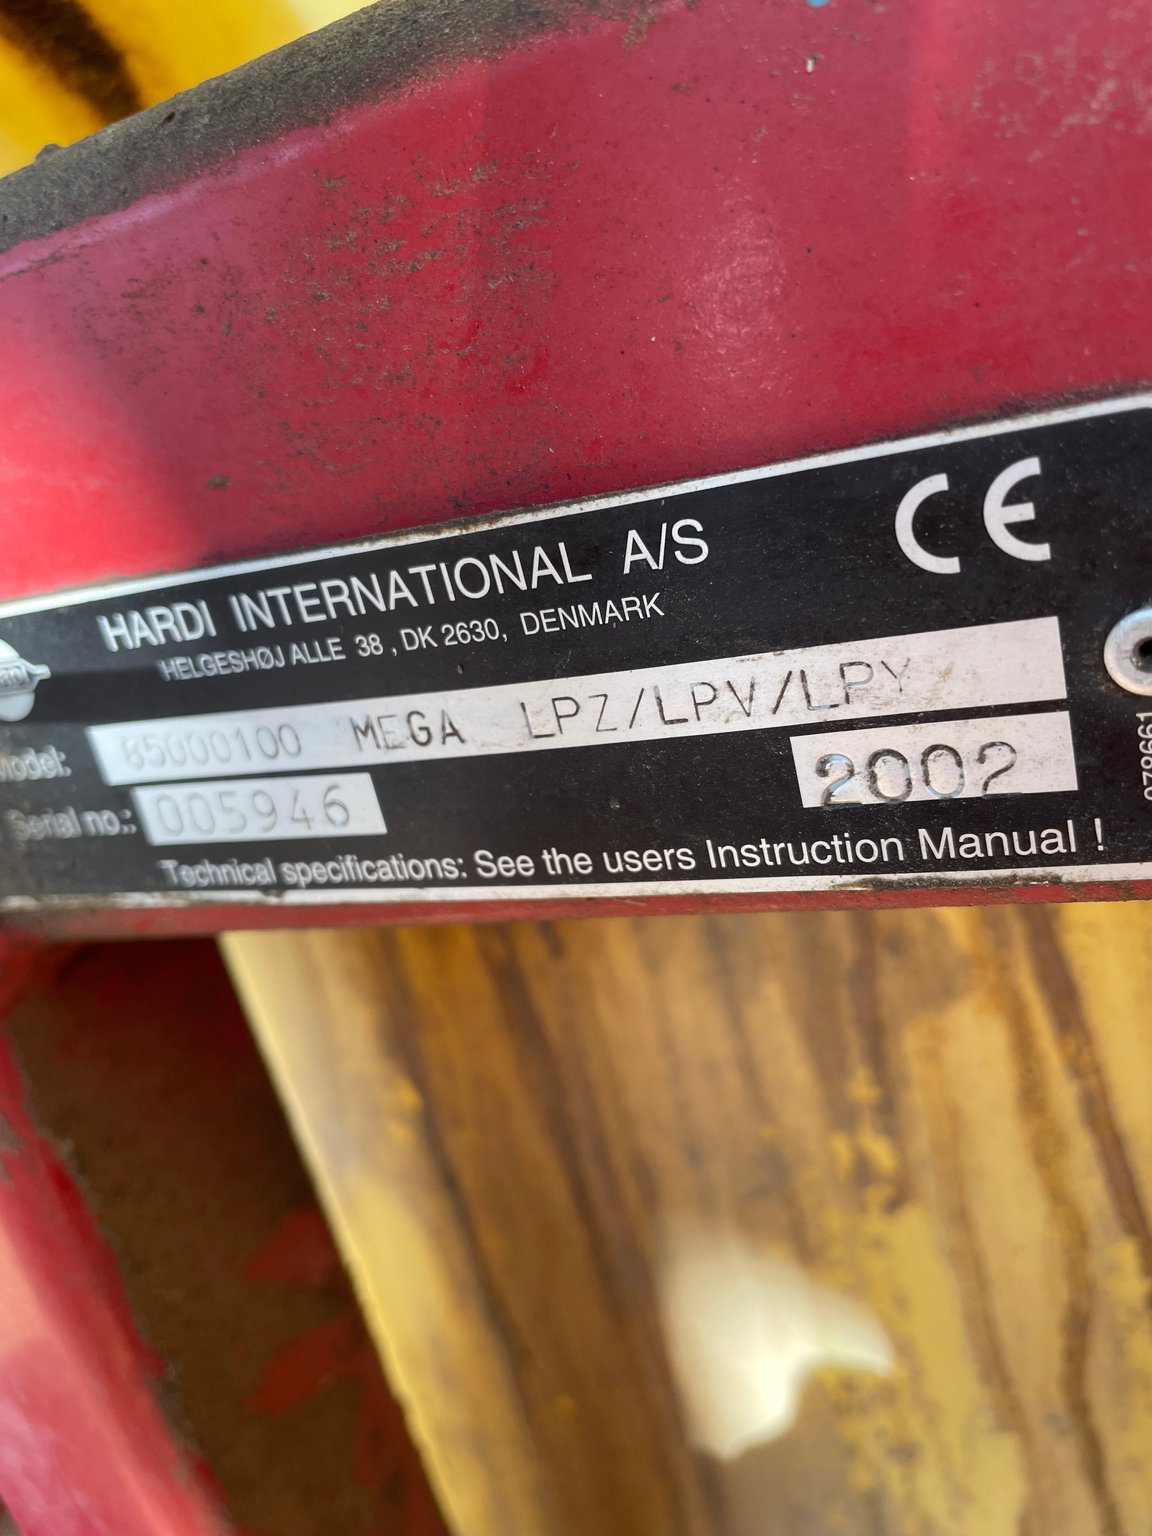 HARDI INTERNATIONAL A/S
CE
HELGESHØJ ALLE 38 , DK 2630, DENMARK
Model: 85000100 MEGA LPZ/LPV/LPY
Serial no.: 005946 2002
Technical specifications: See the users Instruction Manual !
078661